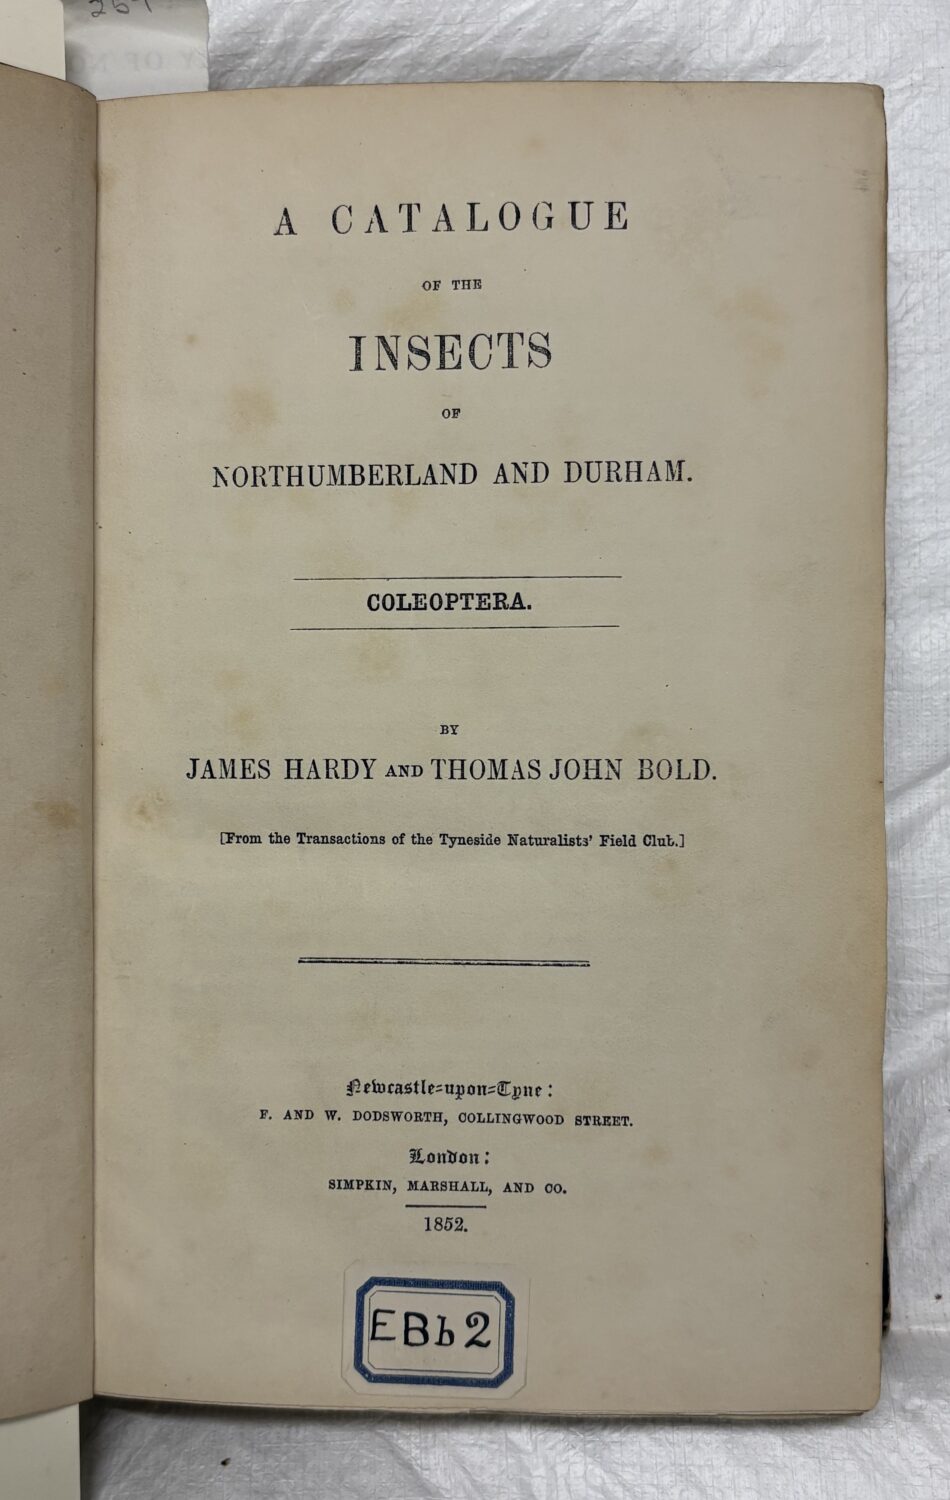 A CATALOGUE
OF THE
INSECTS
OF
NORTHUMBERLAND AND DURHAM.
COLEOPTERA.
BY
JAMES HARDY AND THOMAS JOHN BOLD.
[From the Transactions of the Tyneside Naturalists' Field Club.]
Newcastle-upon-Tyne:
F. AND W. DODSWORTH, COLLINGWOOD STREET.
London:
SIMPKIN, MARSHALL, AND CO.
1852.
EBb2